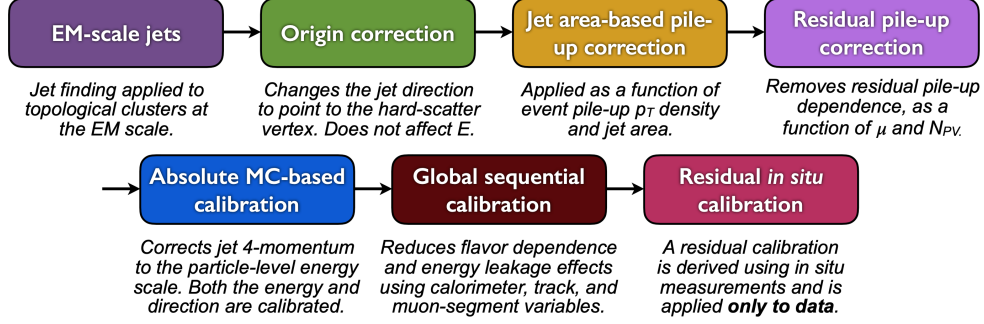 EM-scale jets
Jet finding applied to
topological clusters at
the EM scale.
Origin correction
Changes the jet direction
to point to the hard-scatter
vertex. Does not affect E.
Jet area-based pile-
up correction
Applied as a function of
event pile-up pT density
and jet area.
Residual pile-up
correction
Removes residual pile-up
dependence, as a
function of μ and NPV.
Absolute MC-based
calibration
Corrects jet 4-momentum
to the particle-level energy
scale. Both the energy and
direction are calibrated.
Global sequential
calibration
Reduces flavor dependence
and energy leakage effects
using calorimeter, track, and
muon-segment variables.
Residual in situ
calibration
A residual calibration
is derived using in situ
measurements and is
applied only to data.